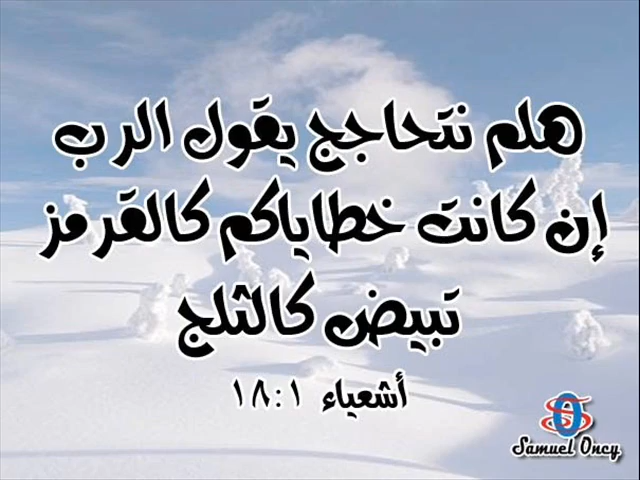 هلم نتحاجج يقول الرب
إن كانت خطاياكم كالقرمز
تبيض كالثلج
أشعياء ١٨:١
Samuel Oncy